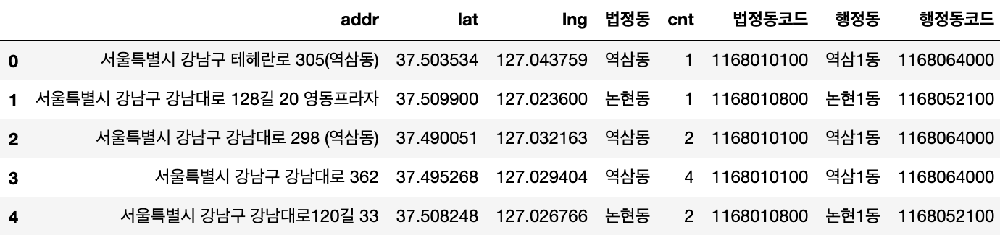 addr lat lng 법정동 cnt 법정동코드 행정동 행정동코드
0 서울특별시 강남구 테헤란로 305(역삼동) 37.503534 127.043759 역삼동 1 1168010100 역삼1동 1168064000
1 서울특별시 강남구 강남대로 128길 20 영동프라자 37.509900 127.023600 논현동 1 1168010800 논현1동 1168052100
2 서울특별시 강남구 강남대로 298 (역삼동) 37.490051 127.032163 역삼동 2 1168010100 역삼1동 1168064000
3 서울특별시 강남구 강남대로 362 37.495268 127.029404 역삼동 4 1168010100 역삼1동 1168064000
4 서울특별시 강남구 강남대로120길 33 37.508248 127.026766 논현동 2 1168010800 논현1동 1168052100